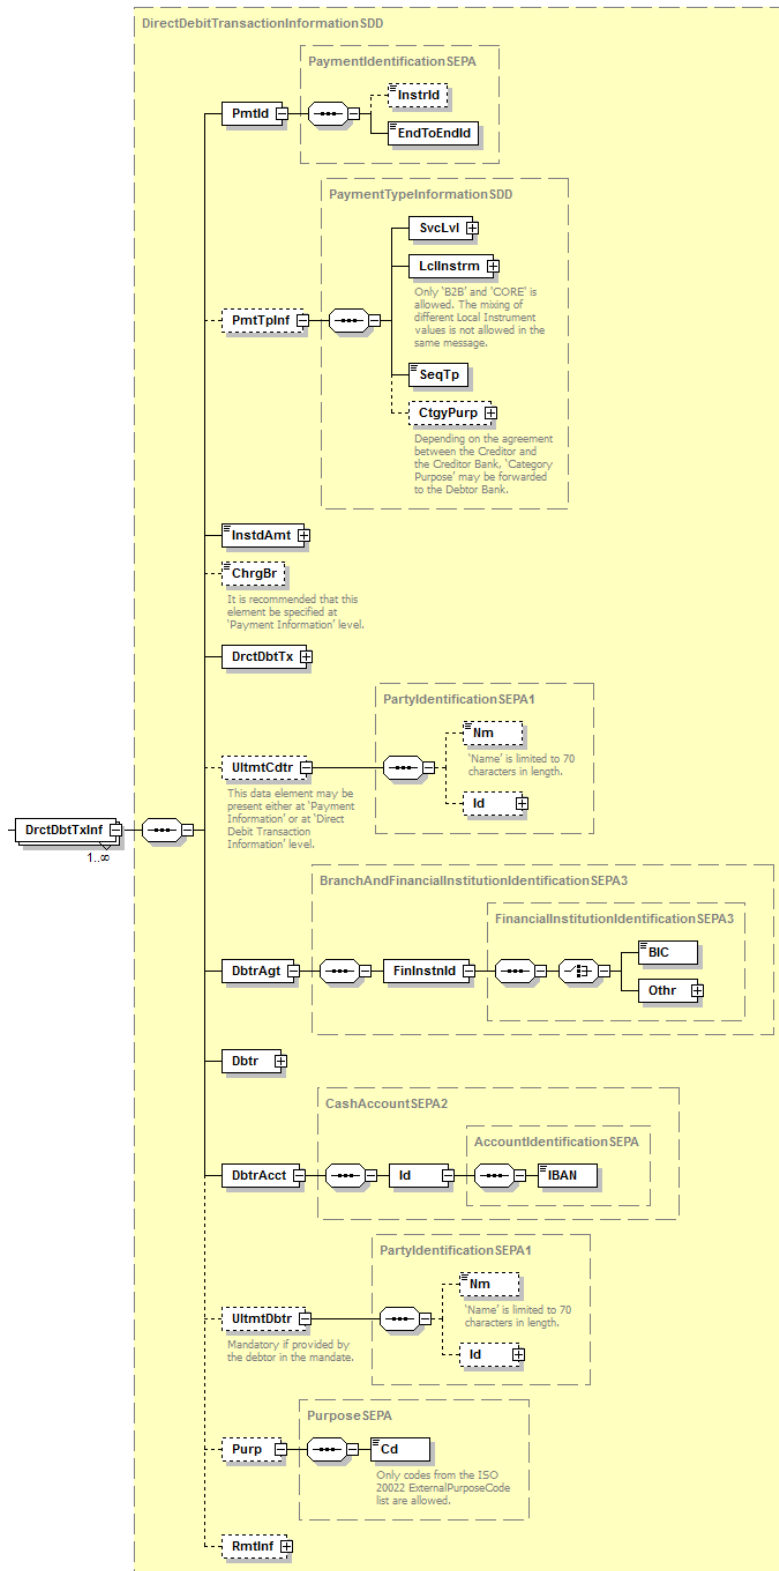 DirectDebitTransactionInformationSDD
PaymentIdentificationSEPA
PmtId
InstrId
EndToEndId
PaymentTypeInformationSDD
SvcLvl
LclInstrm
Only 'B2B' and 'CORE' is
allowed. The mixing of
different Local Instrument
values is not allowed in the
same message.
PmtTpInf
SeqTp
CtgyPurp
Depending on the agreement
between the Creditor and
the Creditor Bank, 'Category
Purpose' may be forwarded
to the Debtor Bank.
InstdAmt
ChrgBr
It is recommended that this
element be specified at
'Payment Information' level.
DrctDbtTx
PartyIdentificationSEPA1
Nm
'Name' is limited to 70
characters in length.
UltmtCdtr
Id
This data element may be
present either at 'Payment
Information' or at 'Direct
Debit Transaction
Information' level.
DrctDbtTxInf
1..∞
BranchAndFinancialInstitutionIdentificationSEPA3
FinancialInstitutionIdentificationSEPA3
BIC
DbtrAgt
FinInstnId
Othr
Dbtr
CashAccountSEPA2
AccountIdentificationSEPA
DbtrAcct
Id
IBAN
PartyIdentificationSEPA1
Nm
'Name' is limited to 70
characters in length.
UltmtDbtr
Mandatory if provided by
the debtor in the mandate.
Id
PurposeSEPA
Purp
Cd
Only codes from the ISO
20022 ExternalPurposeCode
list are allowed.
RmtInf